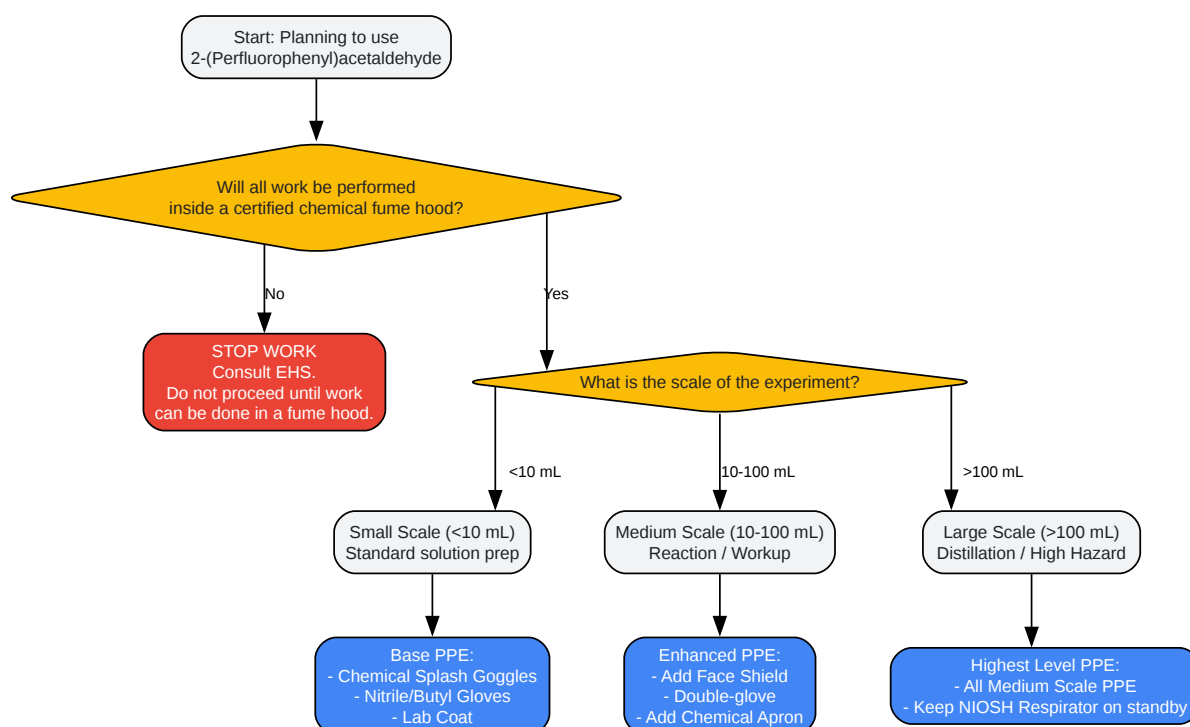 Start: Planning to use
2-(Perfluorophenyl)acetaldehyde
Will all work be performed
inside a certified chemical fume hood?
No
Yes
STOP WORK
Consult EHS.
Do not proceed until work
can be done in a fume hood.
What is the scale of the experiment?
<10 mL
10-100 mL
>100 mL
Small Scale (<10 mL)
Standard solution prep
Medium Scale (10-100 mL)
Reaction / Workup
Large Scale (>100 mL)
Distillation / High Hazard
Base PPE:
- Chemical Splash Goggles
- Nitrile/Butyl Gloves
- Lab Coat
Enhanced PPE:
- Add Face Shield
- Double-glove
- Add Chemical Apron
Highest Level PPE:
- All Medium Scale PPE
- Keep NIOSH Respirator on standby